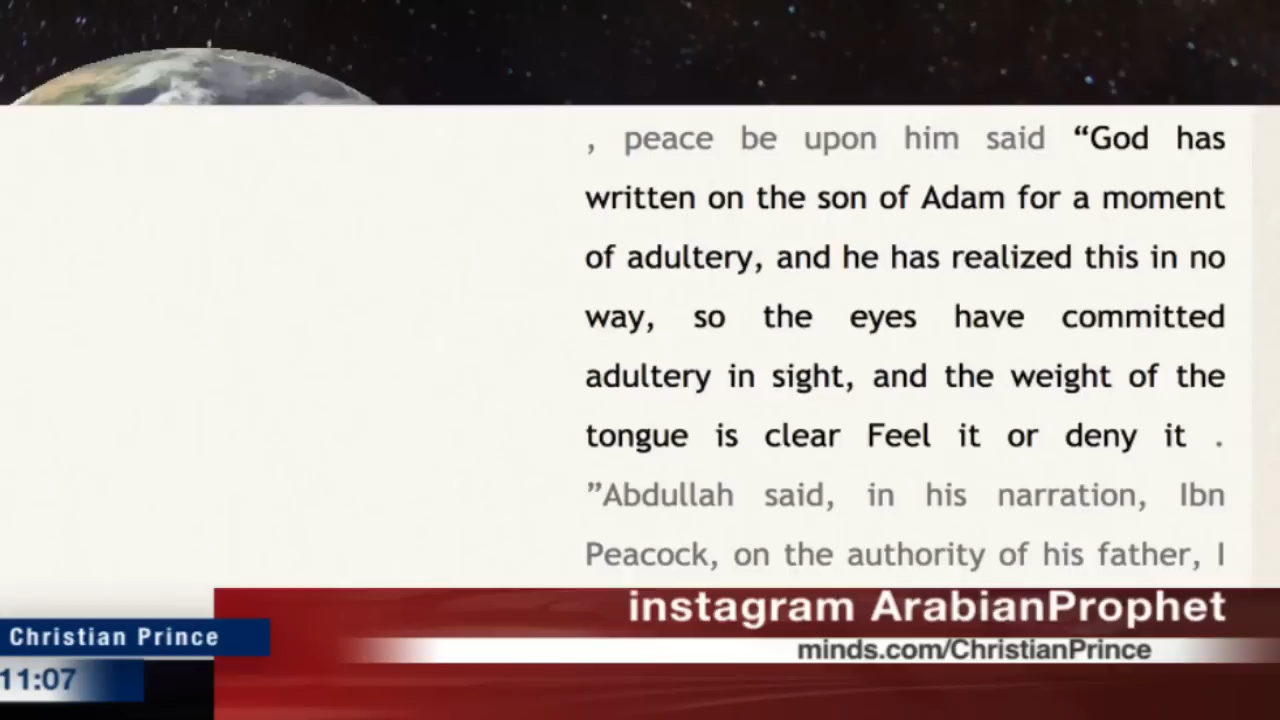 , peace be upon him said “God has
written on the son of Adam for a moment
of adultery, and he has realized this in no
way, so the eyes have committed
adultery in sight, and the weight of the
tongue is clear Feel it or deny it .
”Abdullah said, in his narration, Ibn
Peacock, on the authority of his father, I
instagram ArabianProphet
Christian Prince
minds.com/ChristianPrince
11:07